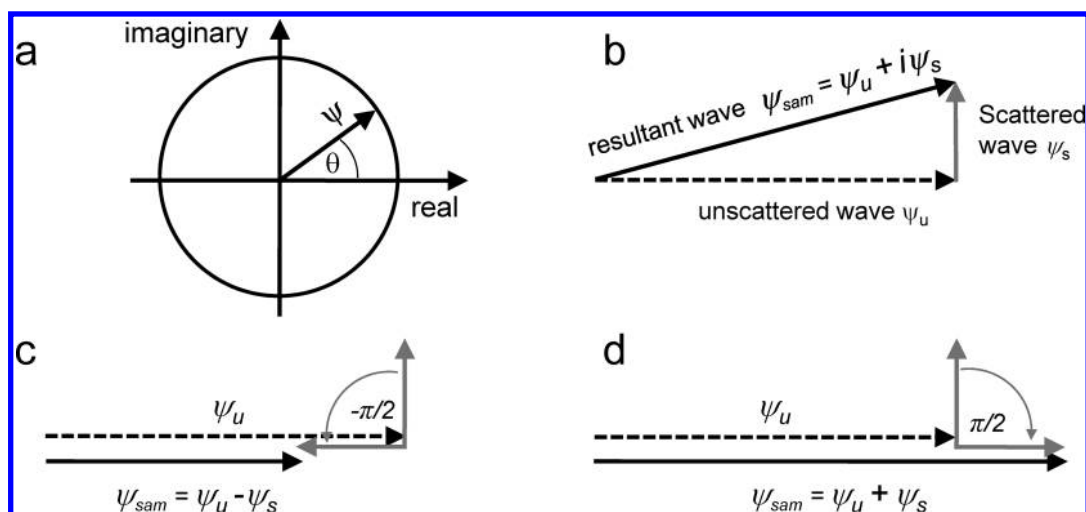 a
imaginary
ψ
θ
real
b
resultant wave ψsam = ψu + iψs
Scattered
wave ψs
unscattered wave ψu
c
ψu
-π/2
ψsam = ψu - ψs
d
ψu
π/2
ψsam = ψu + ψs